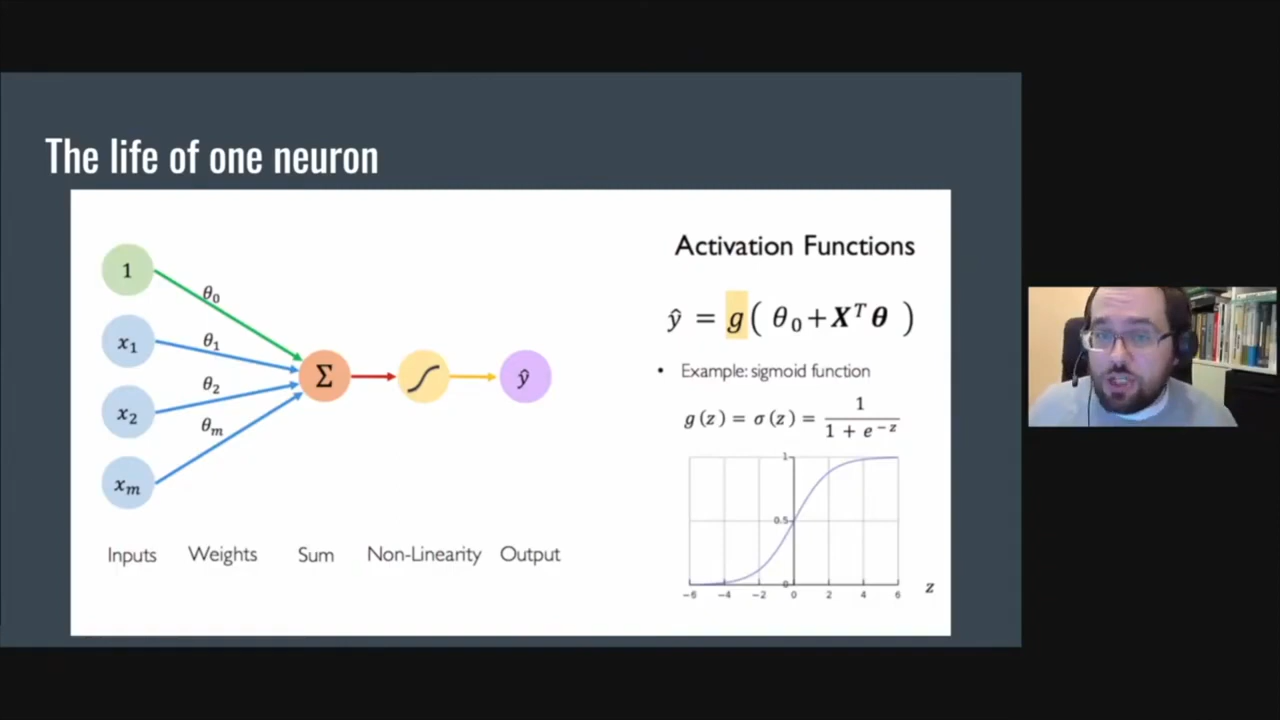 The life of one neuron
1
x₁
x₂
xₘ
θ₀
θ₁
θ₂
θₘ
Σ
ŷ
Inputs Weights Sum Non-Linearity Output
Activation Functions
ŷ = g( θ₀+Xᵀθ )
• Example: sigmoid function
g(z) = σ(z) = 1 / (1 + e⁻ᶻ)
1
0.5
0
−6 −4 −2 0 2 4 6
z